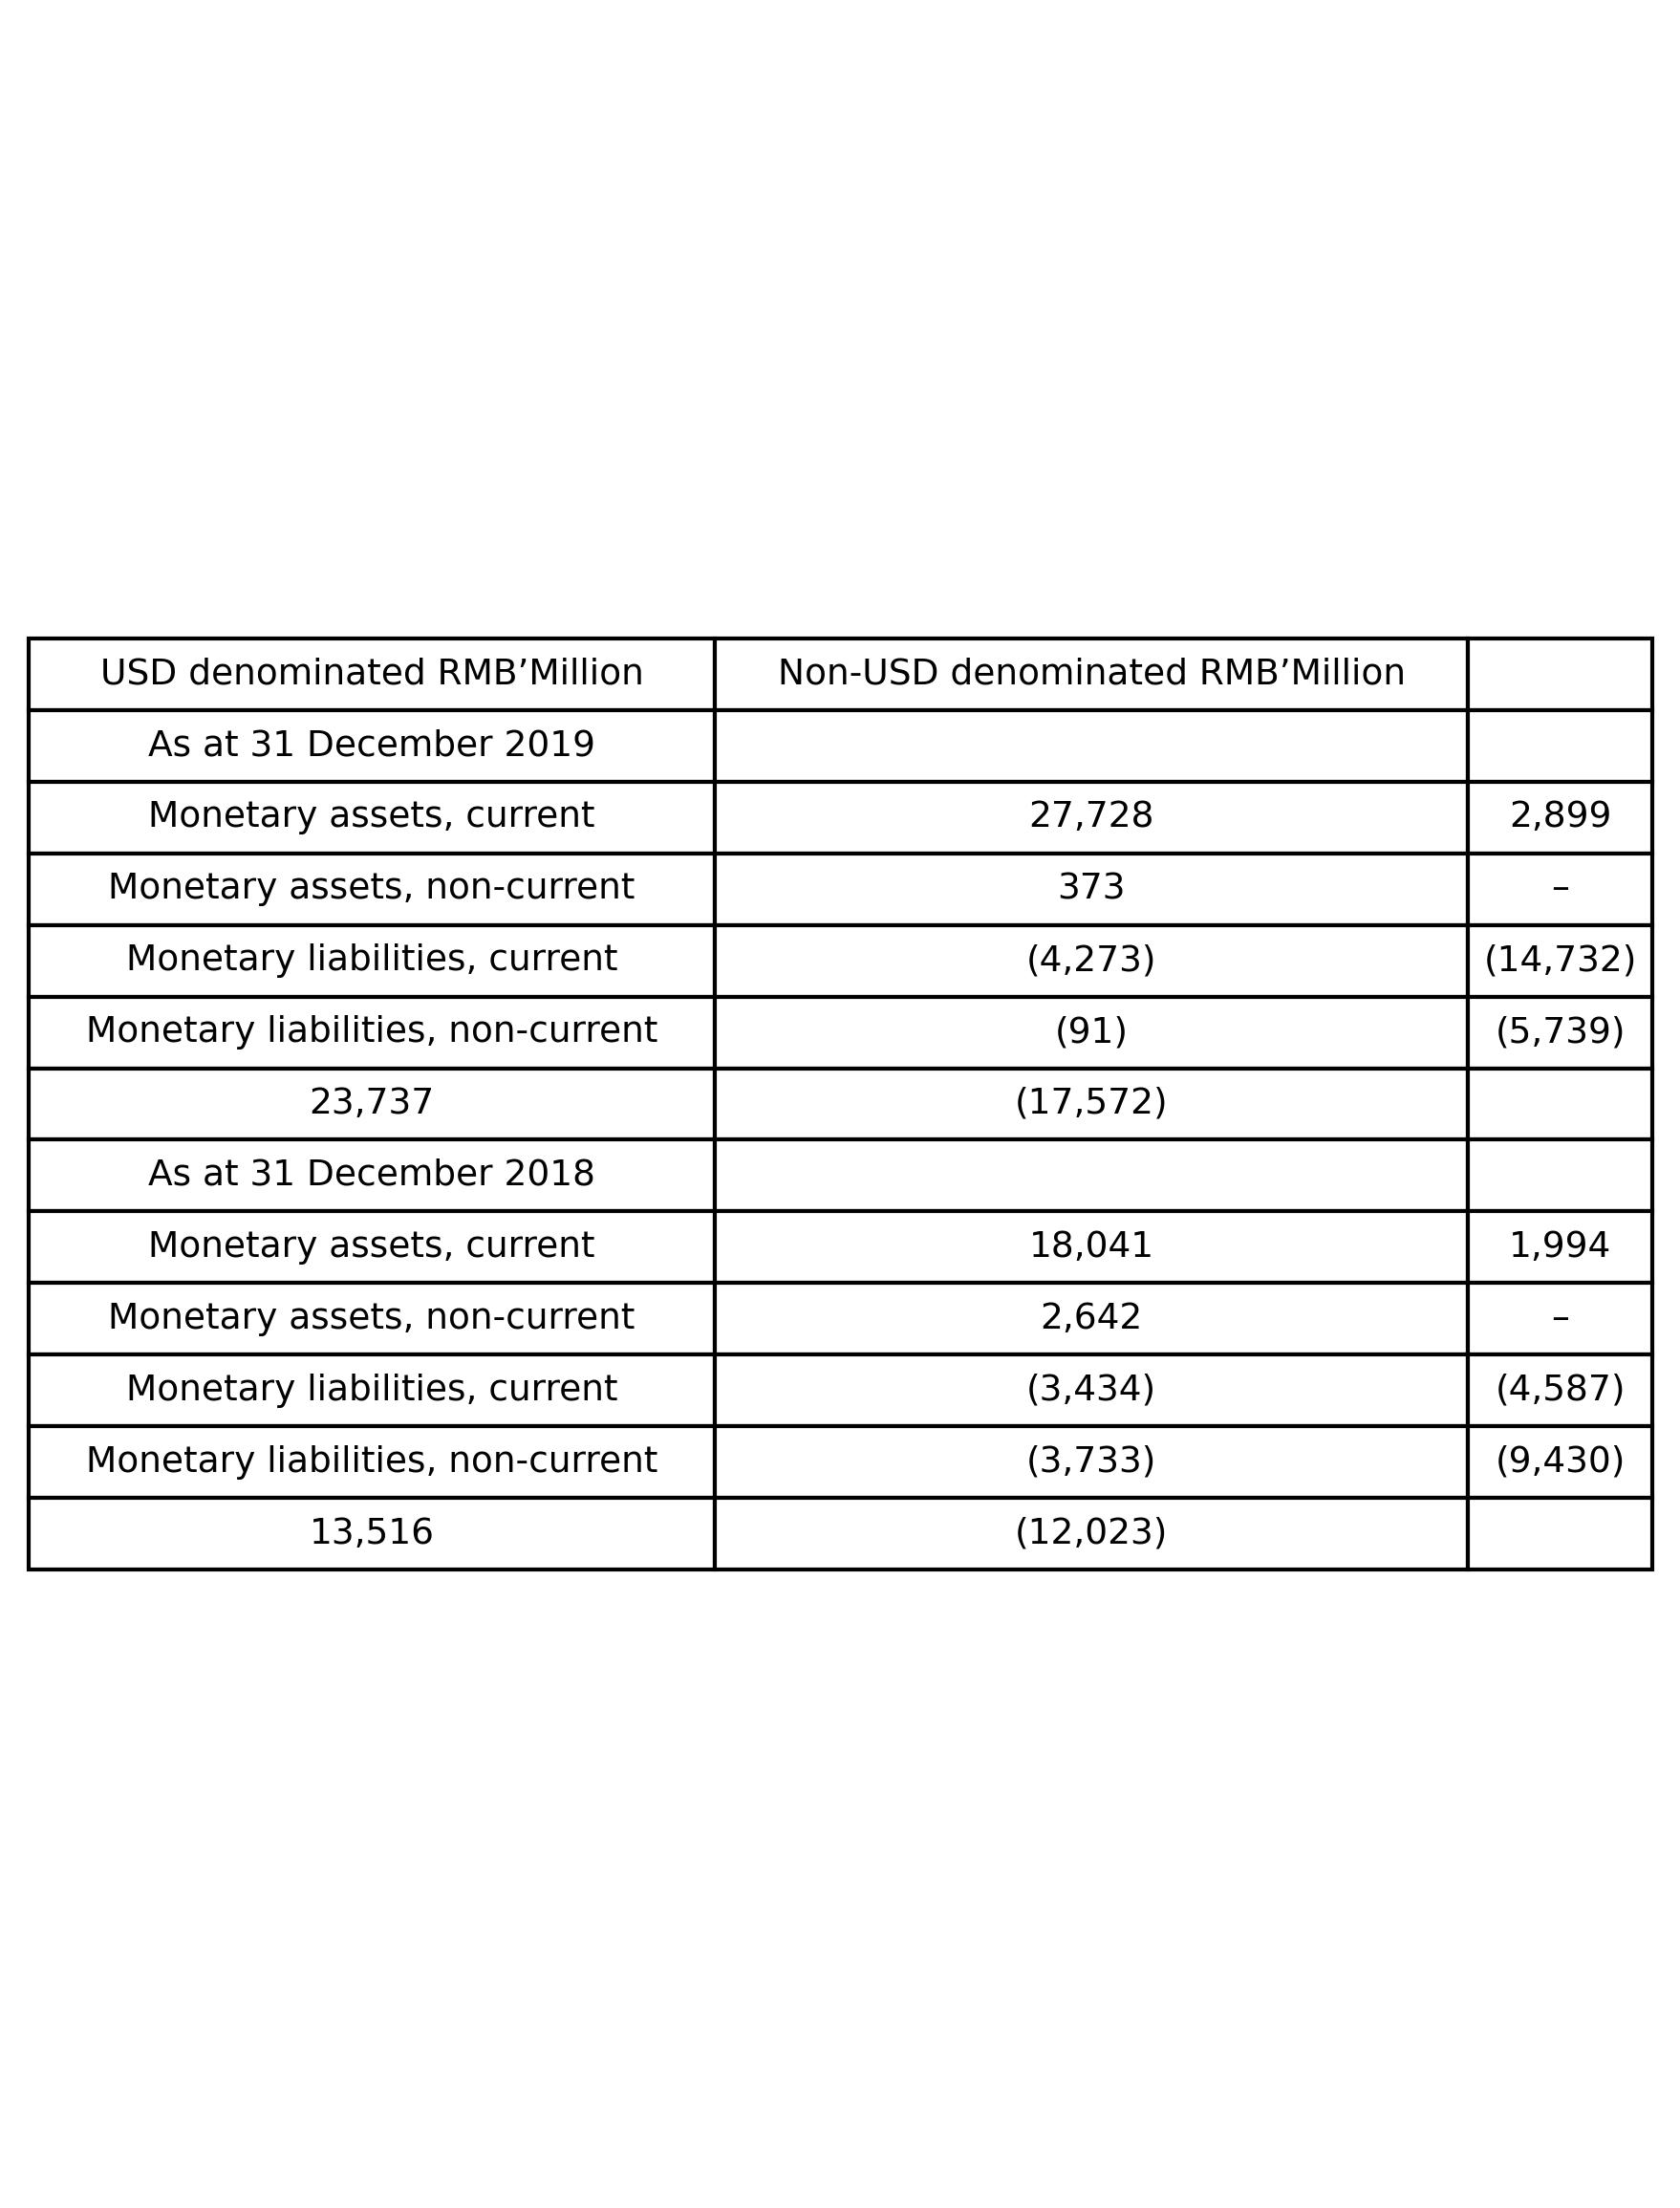 USD denominated RMB’Million Non-USD denominated RMB’Million
As at 31 December 2019
Monetary assets, current 27,728 2,899
Monetary assets, non-current 373 –
Monetary liabilities, current (4,273) (14,732)
Monetary liabilities, non-current (91) (5,739)
23,737 (17,572)
As at 31 December 2018
Monetary assets, current 18,041 1,994
Monetary assets, non-current 2,642 –
Monetary liabilities, current (3,434) (4,587)
Monetary liabilities, non-current (3,733) (9,430)
13,516 (12,023)